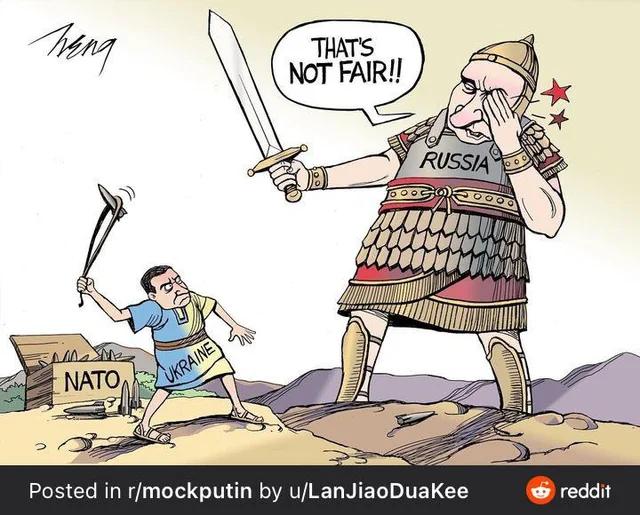 Heng
THAT'S
NOT FAIR!!
RUSSIA
UKRAINE
NATO
Posted in r/mockputin by u/LanJiaoDuaKee
reddit